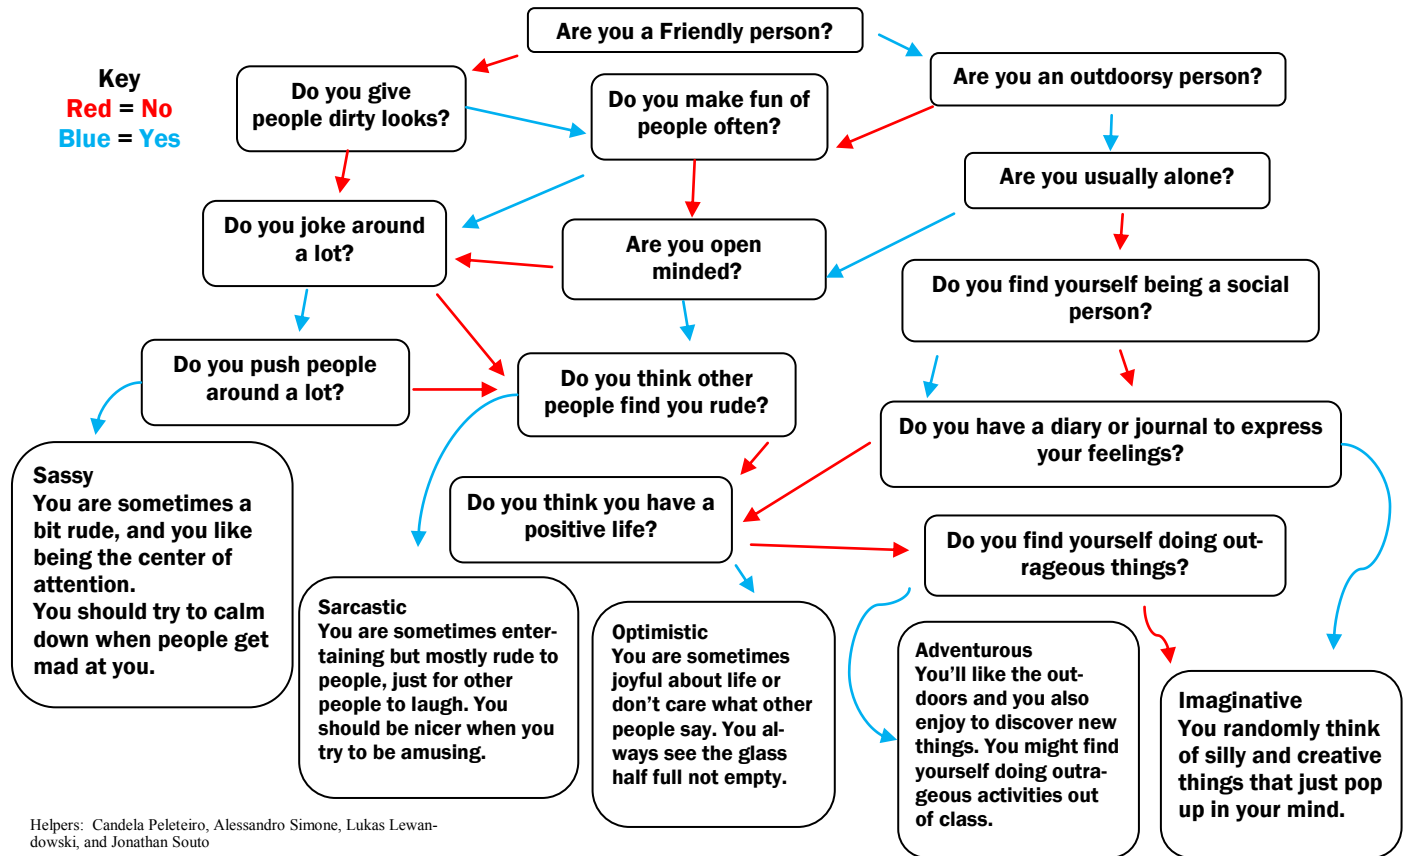 Are you a Friendly person?
Key
Red = No
Blue = Yes
Do you give
people dirty looks?
Do you make fun of
people often?
Are you an outdoorsy person?
Are you usually alone?
Do you joke around
a lot?
Are you open
minded?
Do you find yourself being a social
person?
Do you push people
around a lot?
Do you think other
people find you rude?
Do you have a diary or journal to express
your feelings?
Do you think you have a
positive life?
Do you find yourself doing out-
rageous things?
Sassy
You are sometimes a
bit rude, and you like
being the center of
attention.
You should try to calm
down when people get
mad at you.
Sarcastic
You are sometimes enter-
taining but mostly rude to
people, just for other
people to laugh. You
should be nicer when you
try to be amusing.
Optimistic
You are sometimes
joyful about life or
don't care what other
people say. You al-
ways see the glass
half full not empty.
Adventurous
You'll like the out-
doors and you also
enjoy to discover new
things. You might find
yourself doing outra-
geous activities out
of class.
Imaginative
You randomly think
of silly and creative
things that just pop
up in your mind.
Helpers:  Candela Peleteiro, Alessandro Simone, Lukas Lewan-
dowski, and Jonathan Souto